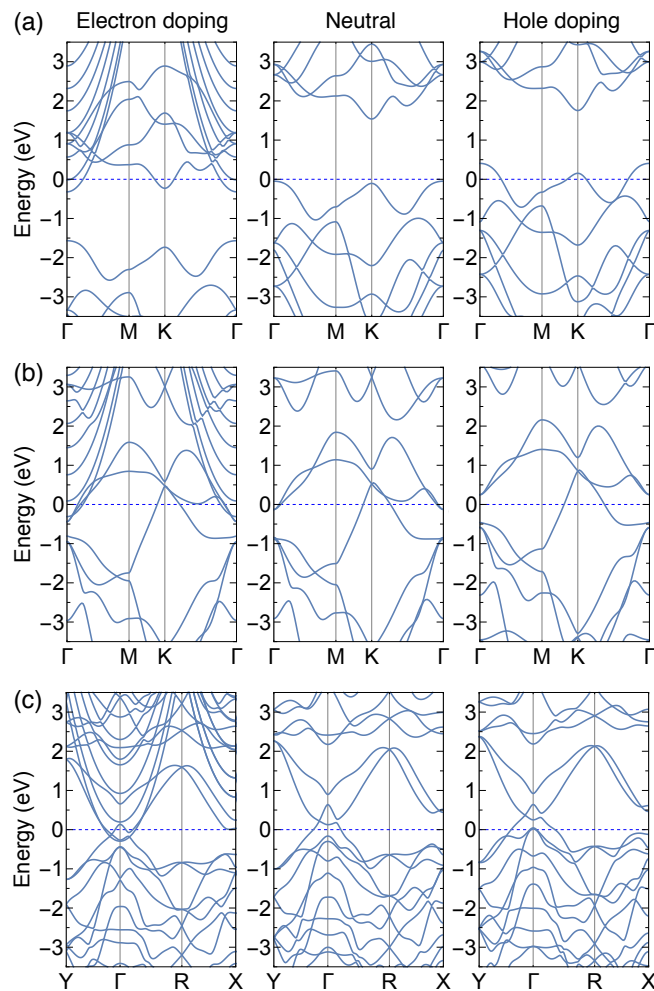 (a) Electron doping Neutral Hole doping
Energy (eV)
3
2
1
0
−1
−2
−3
Γ M K Γ Γ M K Γ Γ M K Γ
(b)
Energy (eV)
3
2
1
0
−1
−2
−3
Γ M K Γ Γ M K Γ Γ M K Γ
(c)
Energy (eV)
3
2
1
0
−1
−2
−3
Y Γ R X Y Γ R X Y Γ R X